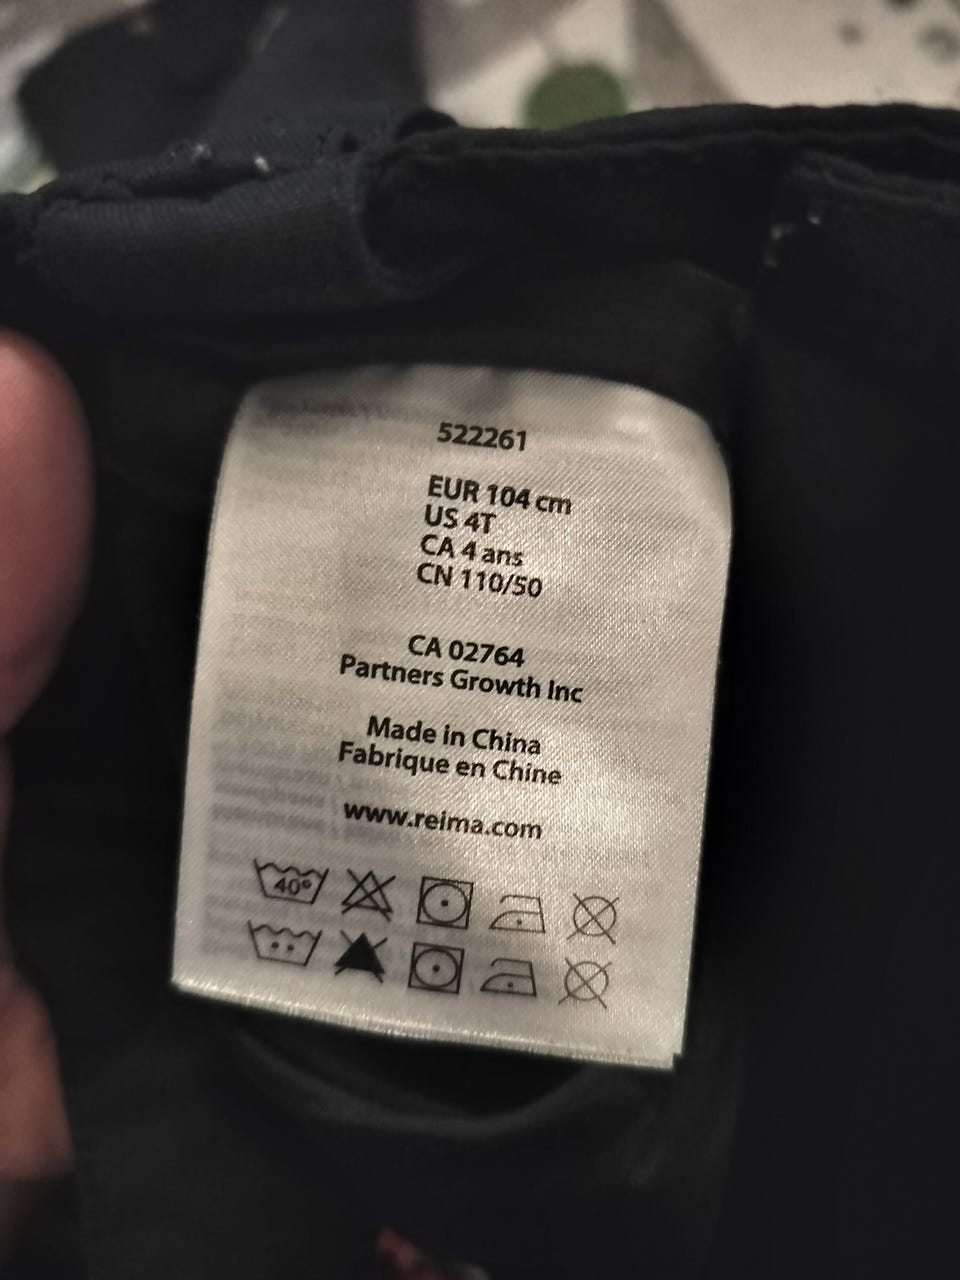 522261
EUR 104 cm
US 4T
CA 4 ans
CN 110/50
CA 02764
Partners Growth Inc
Made in China
Fabrique en Chine
www.reima.com
40°